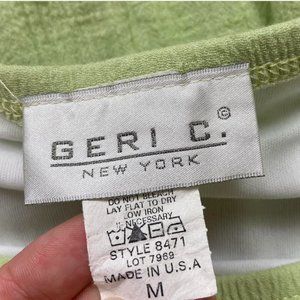 GERI C.©
NEW YORK
DO NOT BLEACH
LAY FLAT TO DRY
LOW IRON
IF NECESSARY
STYLE 8471
LOT 7969
MADE IN U.S.A
M